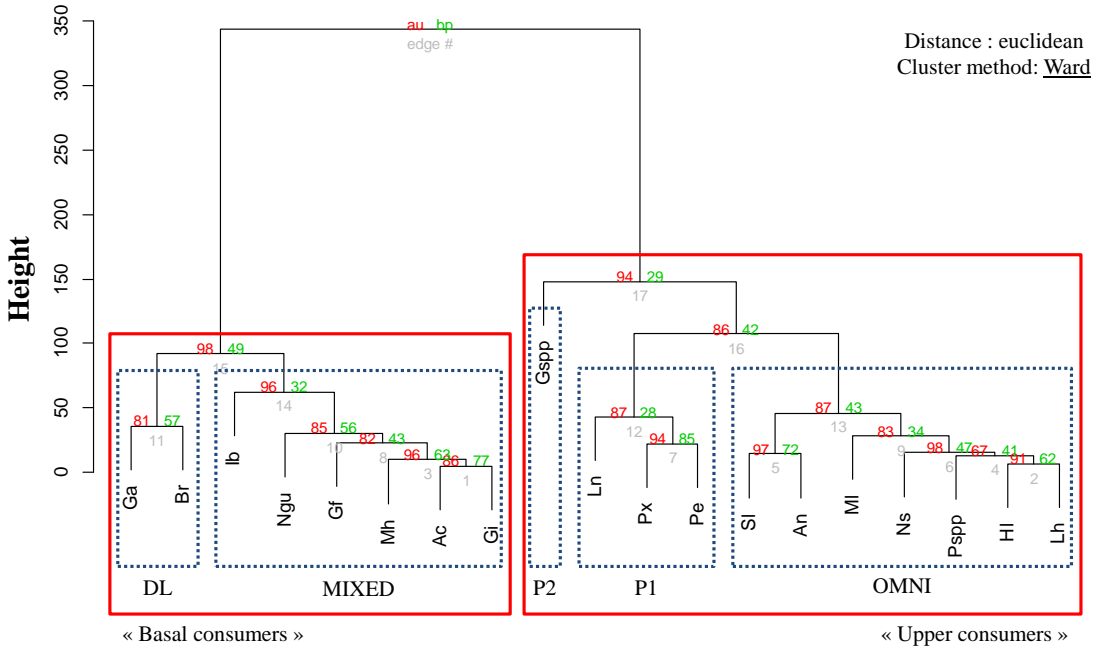 350
300
250
200
150
100
50
0
Height
au bp
edge #
Distance : euclidean
Cluster method: Ward
94 29
17
86 42
16
98 49
15
96 32
14
81 57
11
85 56
10
82 43
8
96 63
3
86 77
1
87 28
12
94 85
7
87 43
13
97 72
5
83 34
9
98 47
6
67 41
4
91 62
2
Ga
Br
Ib
Ngu
Gf
Mh
Ac
Gi
Gspp
Ln
Px
Pe
Sl
An
Ml
Ns
Pspp
Hl
Lh
DL
MIXED
P2
P1
OMNI
« Basal consumers »
« Upper consumers »